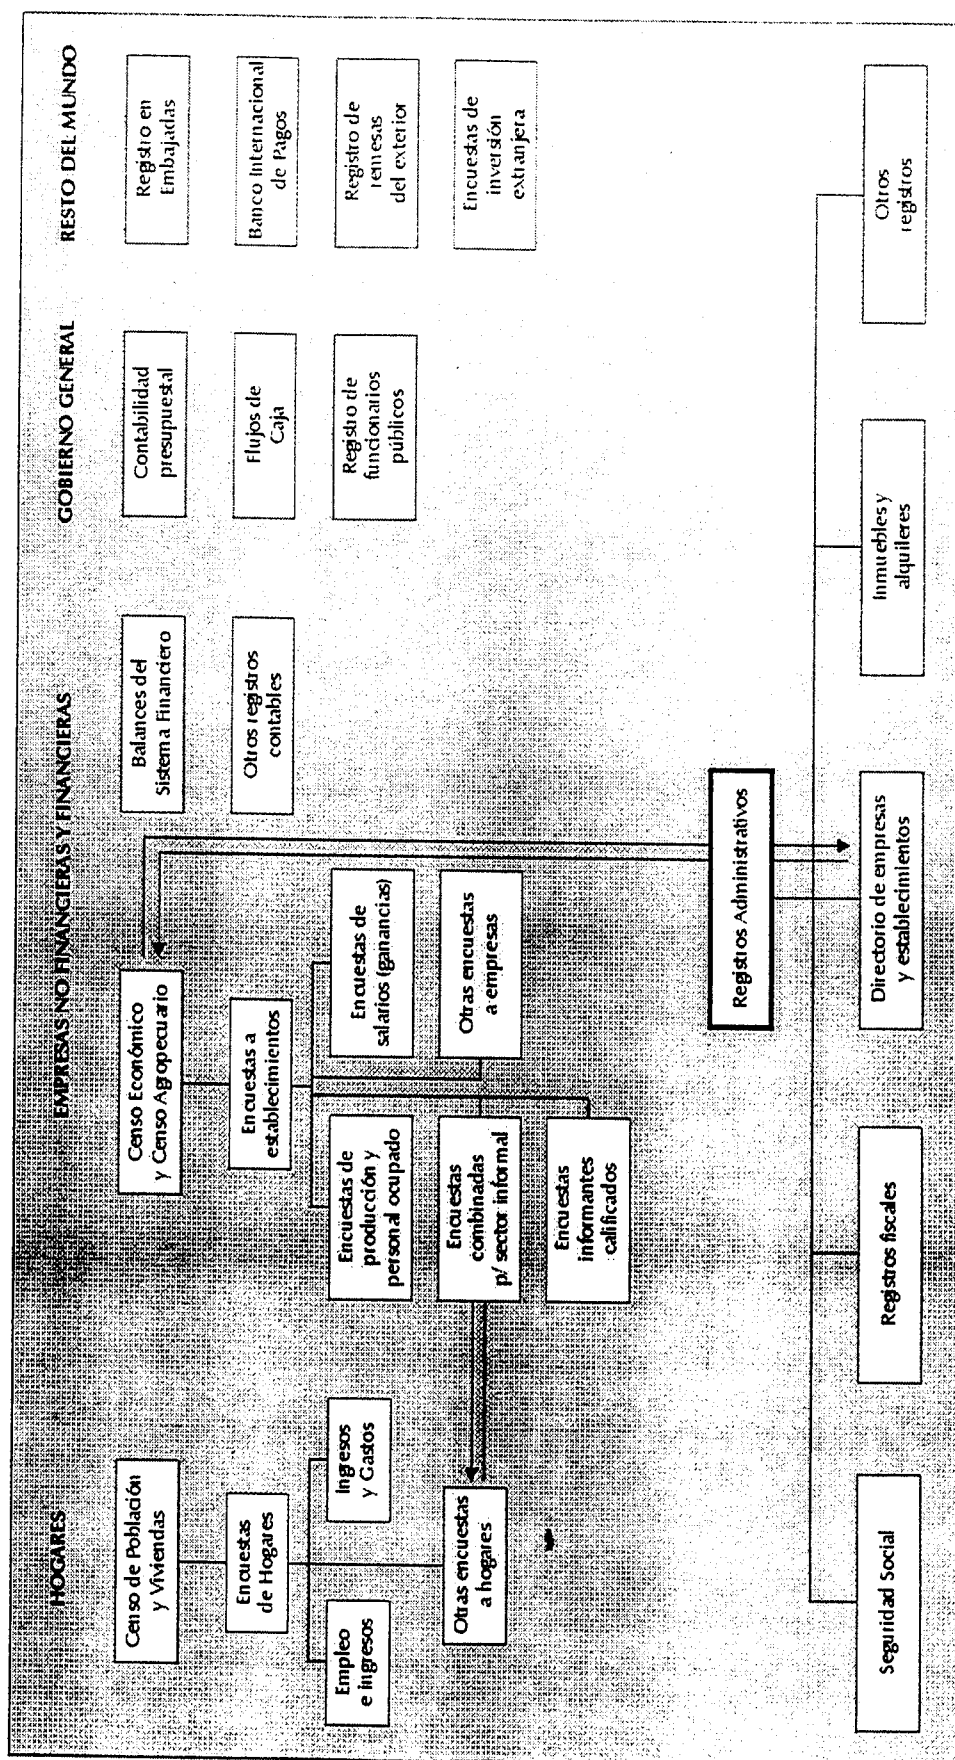 HOGARES
EMPRESAS NO FINANCIERAS Y FINANCIERAS
GOBIERNO GENERAL
RESTO DEL MUNDO
Censo de Población
y Viviendas
Encuestas
de Hogares
Empleo
e ingresos
Ingresos
y Gastos
Otras encuestas
a hogares
Censo Económico
y Censo Agropecuario
Encuestas a
establecimientos
Encuestas de
producción y
personal ocupado
Encuestas de
salarios (ganancias)
Encuestas
combinadas
p/ sector informal
Otras encuestas
a empresas
Encuestas
informantes
calificados
Balances del
Sistema Financiero
Otros registros
contables
Contabilidad
presupuestal
Flujos de
Caja
Registro de
funcionarios
públicos
Registro en
Embajadas
Banco Internacional
de Pagos
Registro de
remesas
del exterior
Encuestas de
inversión
extranjera
Registros Administrativos
Seguridad Social
Registros fiscales
Directorio de empresas
y establecimientos
Inmuebles y
alquileres
Otros
registros